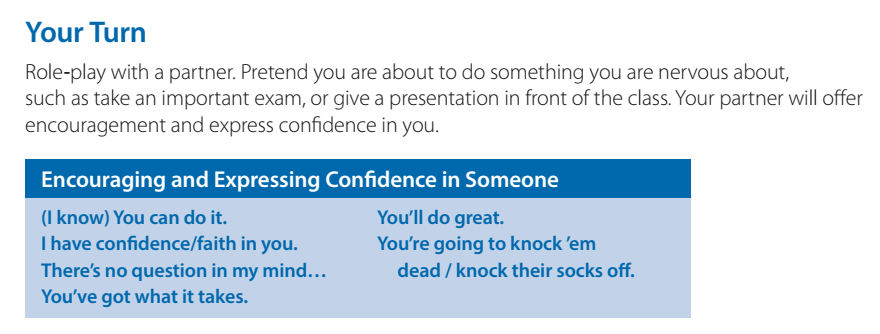 Your Turn
Role-play with a partner. Pretend you are about to do something you are nervous about,
such as take an important exam, or give a presentation in front of the class. Your partner will offer
encouragement and express confidence in you.
Encouraging and Expressing Confidence in Someone
(I know) You can do it.
I have confidence/faith in you.
There's no question in my mind…
You've got what it takes.
You'll do great.
You're going to knock 'em
dead / knock their socks off.